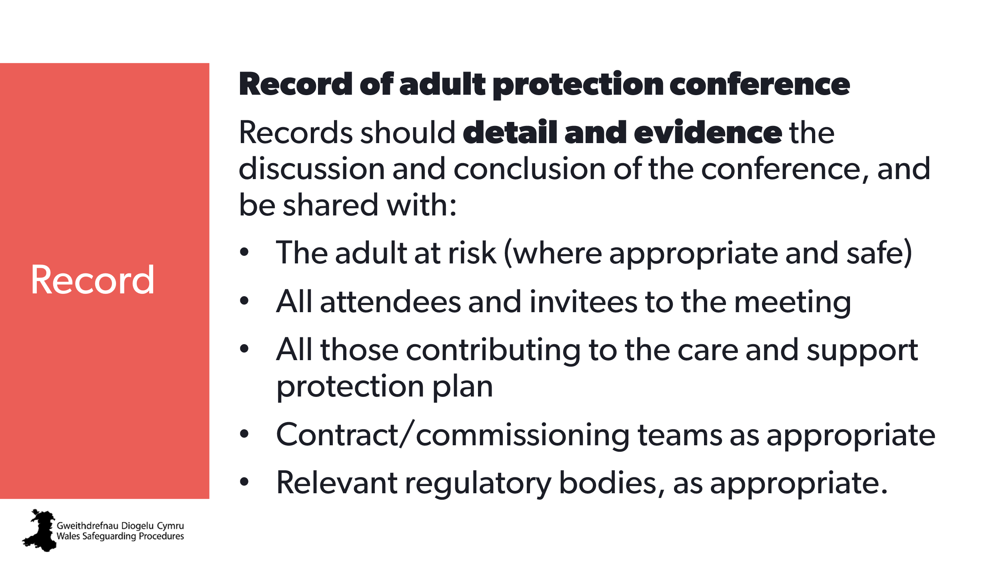 Record
Record of adult protection conference
Records should detail and evidence the
discussion and conclusion of the conference, and
be shared with:
• The adult at risk (where appropriate and safe)
• All attendees and invitees to the meeting
• All those contributing to the care and support
protection plan
• Contract/commissioning teams as appropriate
• Relevant regulatory bodies, as appropriate.
Gweithdrefnau Diogelu Cymru
Wales Safeguarding Procedures